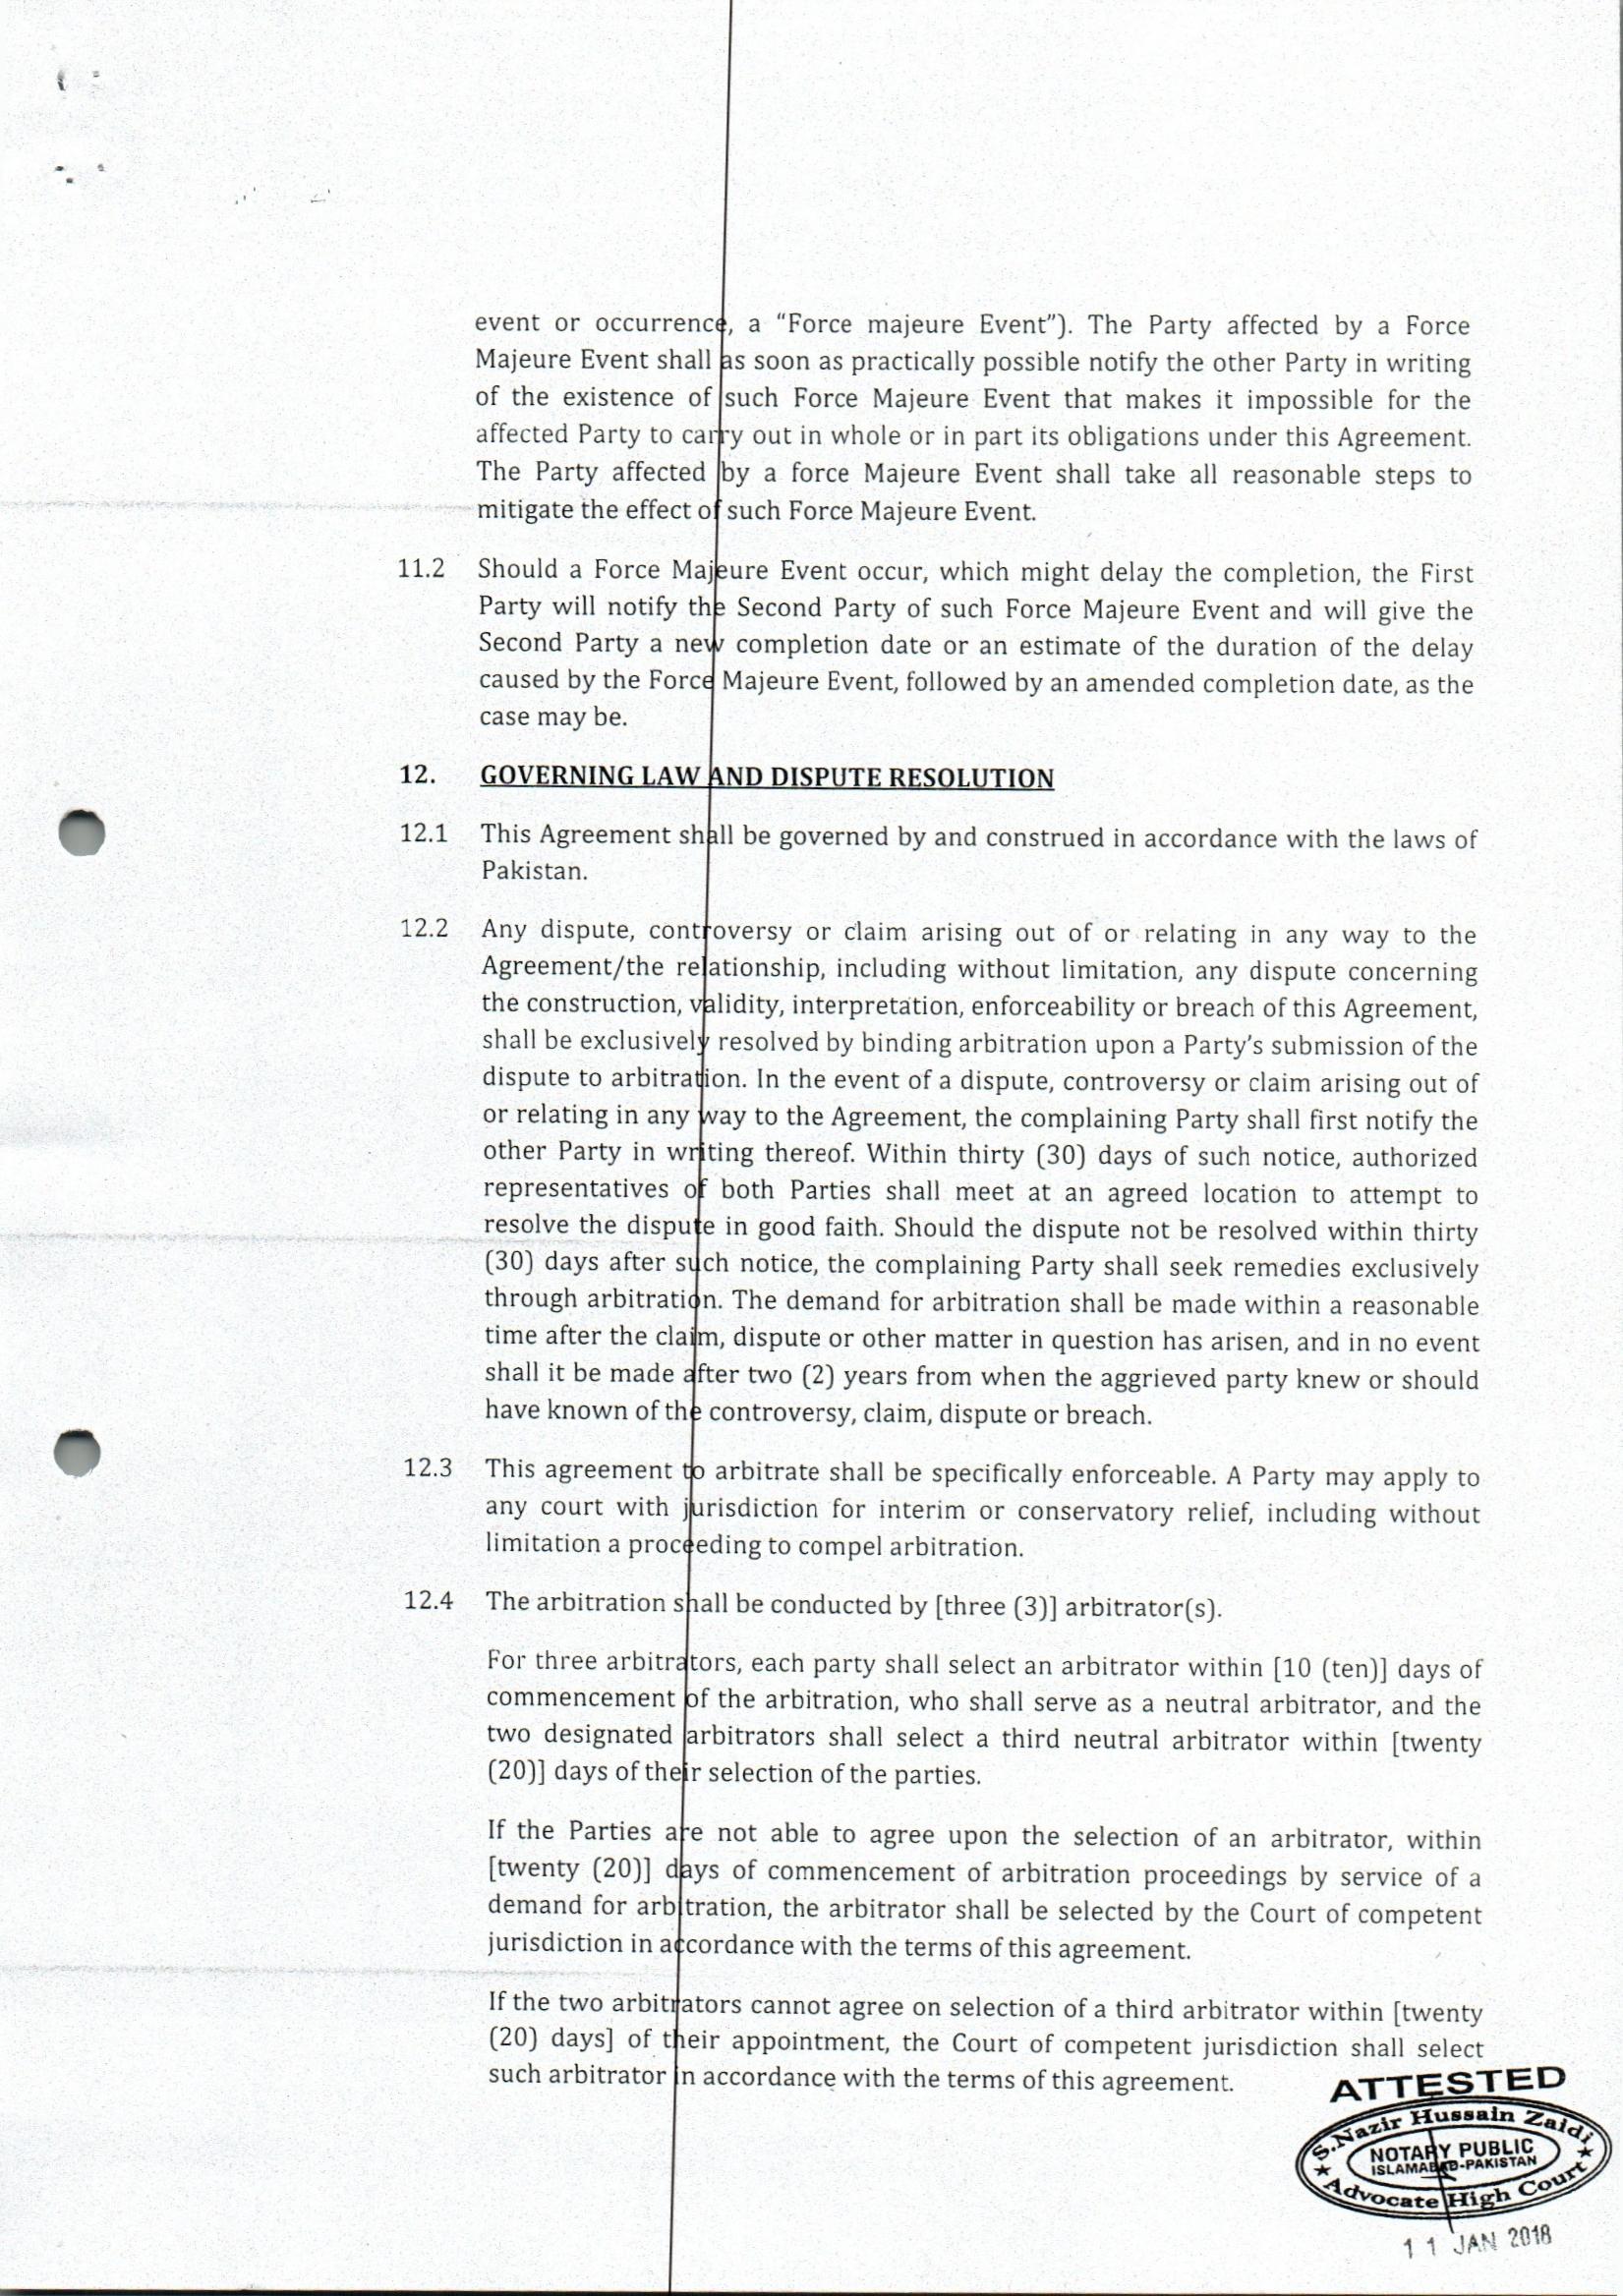 event or occurrence, a “Force majeure Event”). The Party affected by a Force
Majeure Event shall as soon as practically possible notify the other Party in writing
of the existence of such Force Majeure Event that makes it impossible for the
affected Party to carry out in whole or in part its obligations under this Agreement.
The Party affected by a force Majeure Event shall take all reasonable steps to
mitigate the effect of such Force Majeure Event.
11.2 Should a Force Majeure Event occur, which might delay the completion, the First
Party will notify the Second Party of such Force Majeure Event and will give the
Second Party a new completion date or an estimate of the duration of the delay
caused by the Force Majeure Event, followed by an amended completion date, as the
case may be.
12. GOVERNING LAW AND DISPUTE RESOLUTION
12.1 This Agreement shall be governed by and construed in accordance with the laws of
Pakistan.
12.2 Any dispute, controversy or claim arising out of or relating in any way to the
Agreement/the relationship, including without limitation, any dispute concerning
the construction, validity, interpretation, enforceability or breach of this Agreement,
shall be exclusively resolved by binding arbitration upon a Party’s submission of the
dispute to arbitration. In the event of a dispute, controversy or claim arising out of
or relating in any way to the Agreement, the complaining Party shall first notify the
other Party in writing thereof. Within thirty (30) days of such notice, authorized
representatives of both Parties shall meet at an agreed location to attempt to
resolve the dispute in good faith. Should the dispute not be resolved within thirty
(30) days after such notice, the complaining Party shall seek remedies exclusively
through arbitration. The demand for arbitration shall be made within a reasonable
time after the claim, dispute or other matter in question has arisen, and in no event
shall it be made after two (2) years from when the aggrieved party knew or should
have known of the controversy, claim, dispute or breach.
12.3 This agreement to arbitrate shall be specifically enforceable. A Party may apply to
any court with jurisdiction for interim or conservatory relief, including without
limitation a proceeding to compel arbitration.
12.4 The arbitration shall be conducted by [three (3)] arbitrator(s).
For three arbitrators, each party shall select an arbitrator within [10 (ten)] days of
commencement of the arbitration, who shall serve as a neutral arbitrator, and the
two designated arbitrators shall select a third neutral arbitrator within [twenty
(20)] days of their selection of the parties.
If the Parties are not able to agree upon the selection of an arbitrator, within
[twenty (20)] days of commencement of arbitration proceedings by service of a
demand for arbitration, the arbitrator shall be selected by the Court of competent
jurisdiction in accordance with the terms of this agreement.
If the two arbitrators cannot agree on selection of a third arbitrator within [twenty
(20) days] of their appointment, the Court of competent jurisdiction shall select
such arbitrator in accordance with the terms of this agreement.
ATTESTED
S.Nazir Hussain Zaidi
NOTARY PUBLIC
ISLAMABAD-PAKISTAN
Advocate High Court
11 JAN 2018